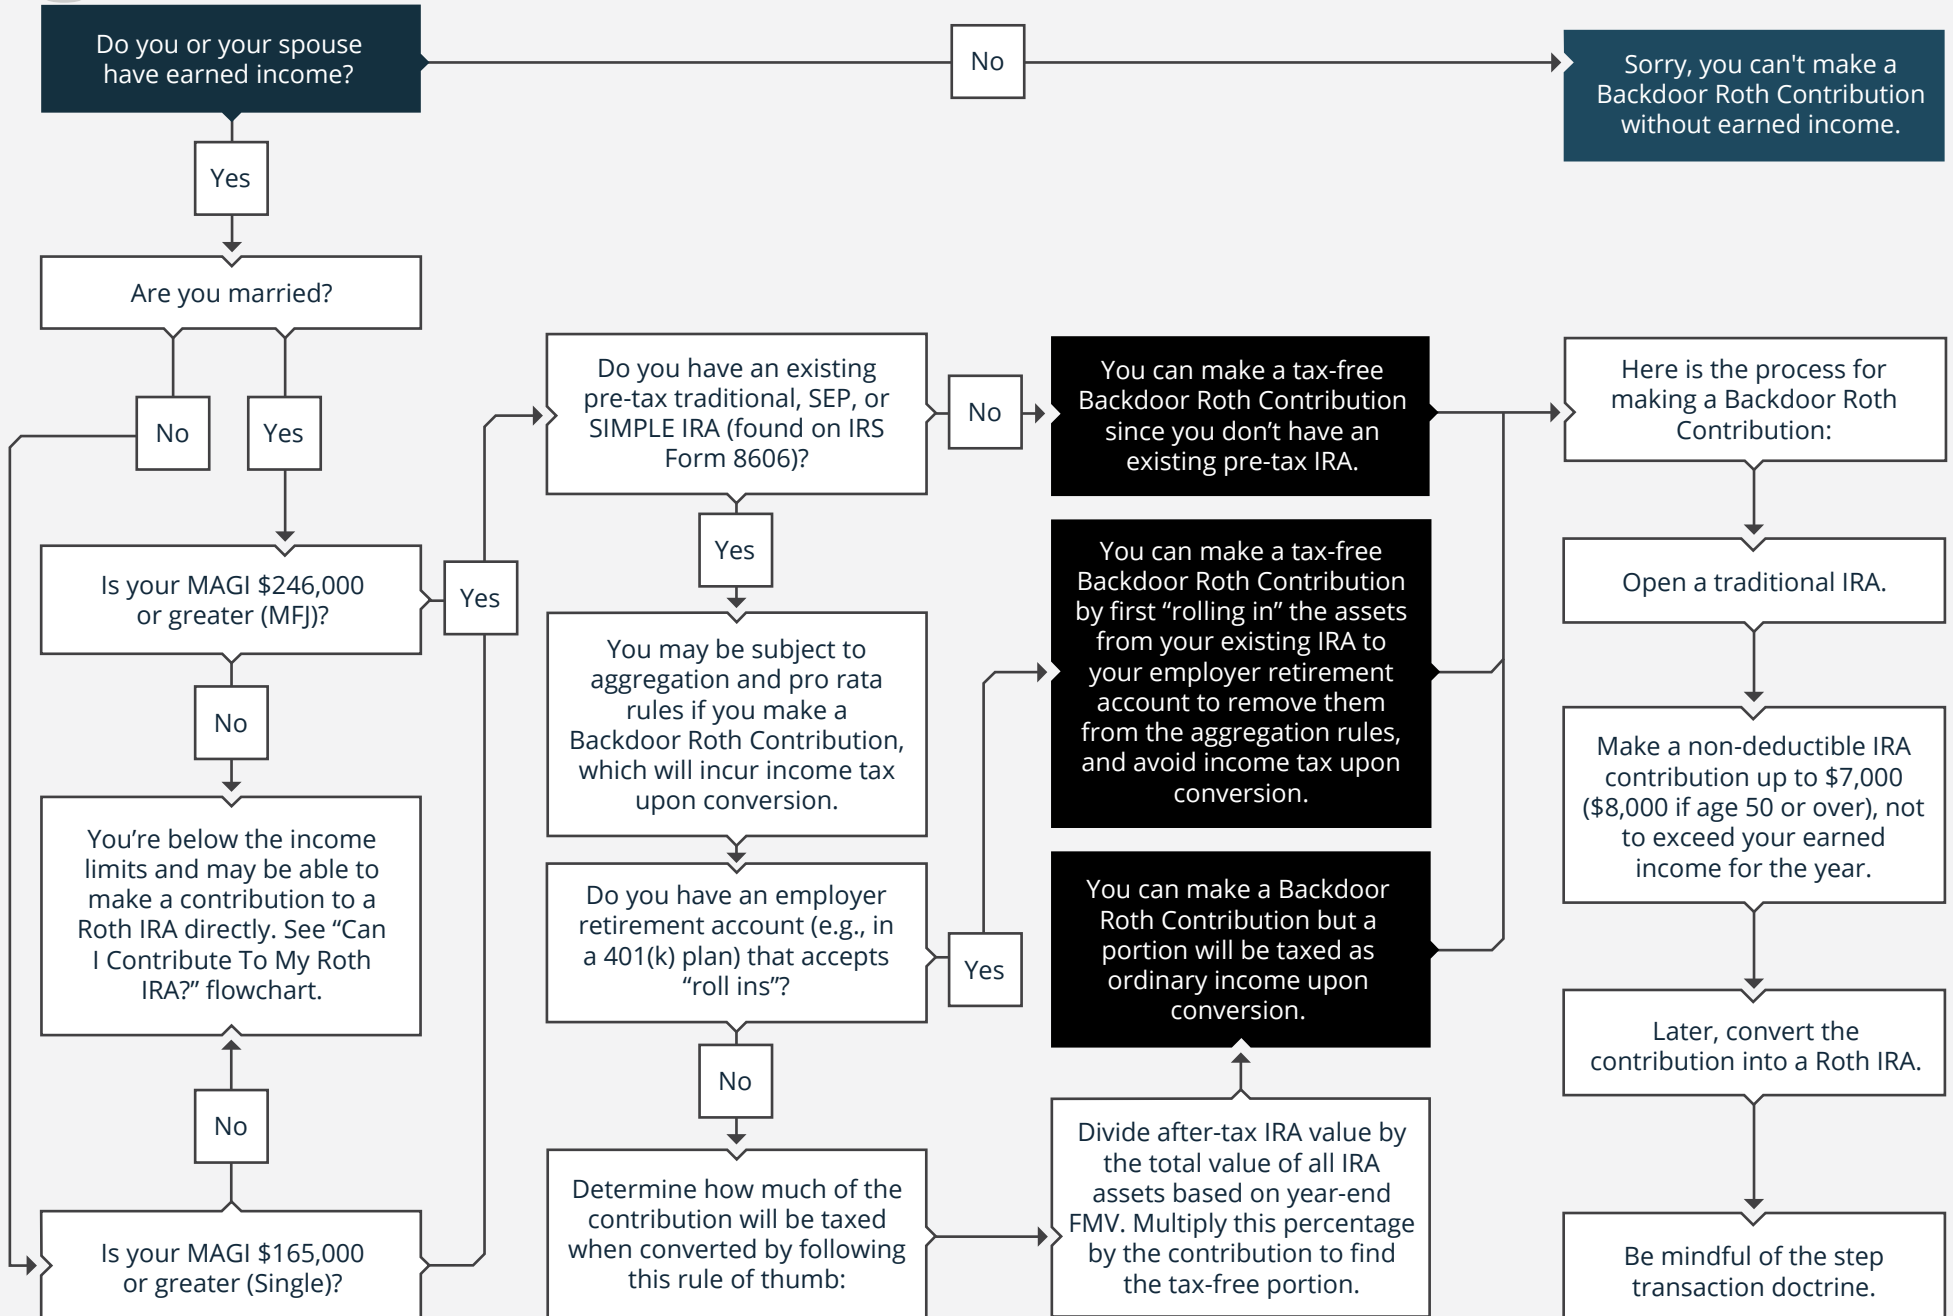 Do you or your spouse
have earned income?
No
Sorry, you can't make a
Backdoor Roth Contribution
without earned income.
Yes
Are you married?
No
Yes
Is your MAGI $246,000
or greater (MFJ)?
Yes
No
You’re below the income
limits and may be able to
make a contribution to a
Roth IRA directly. See “Can
I Contribute To My Roth
IRA?” flowchart.
No
Is your MAGI $165,000
or greater (Single)?
Do you have an existing
pre-tax traditional, SEP, or
SIMPLE IRA (found on IRS
Form 8606)?
No
Yes
You may be subject to
aggregation and pro rata
rules if you make a
Backdoor Roth Contribution,
which will incur income tax
upon conversion.
Do you have an employer
retirement account (e.g., in
a 401(k) plan) that accepts
“roll ins”?
Yes
No
Determine how much of the
contribution will be taxed
when converted by following
this rule of thumb:
You can make a tax-free
Backdoor Roth Contribution
since you don’t have an
existing pre-tax IRA.
You can make a tax-free
Backdoor Roth Contribution
by first “rolling in” the assets
from your existing IRA to
your employer retirement
account to remove them
from the aggregation rules,
and avoid income tax upon
conversion.
You can make a Backdoor
Roth Contribution but a
portion will be taxed as
ordinary income upon
conversion.
Divide after-tax IRA value by
the total value of all IRA
assets based on year-end
FMV. Multiply this percentage
by the contribution to find
the tax-free portion.
Here is the process for
making a Backdoor Roth
Contribution:
Open a traditional IRA.
Make a non-deductible IRA
contribution up to $7,000
($8,000 if age 50 or over), not
to exceed your earned
income for the year.
Later, convert the
contribution into a Roth IRA.
Be mindful of the step
transaction doctrine.